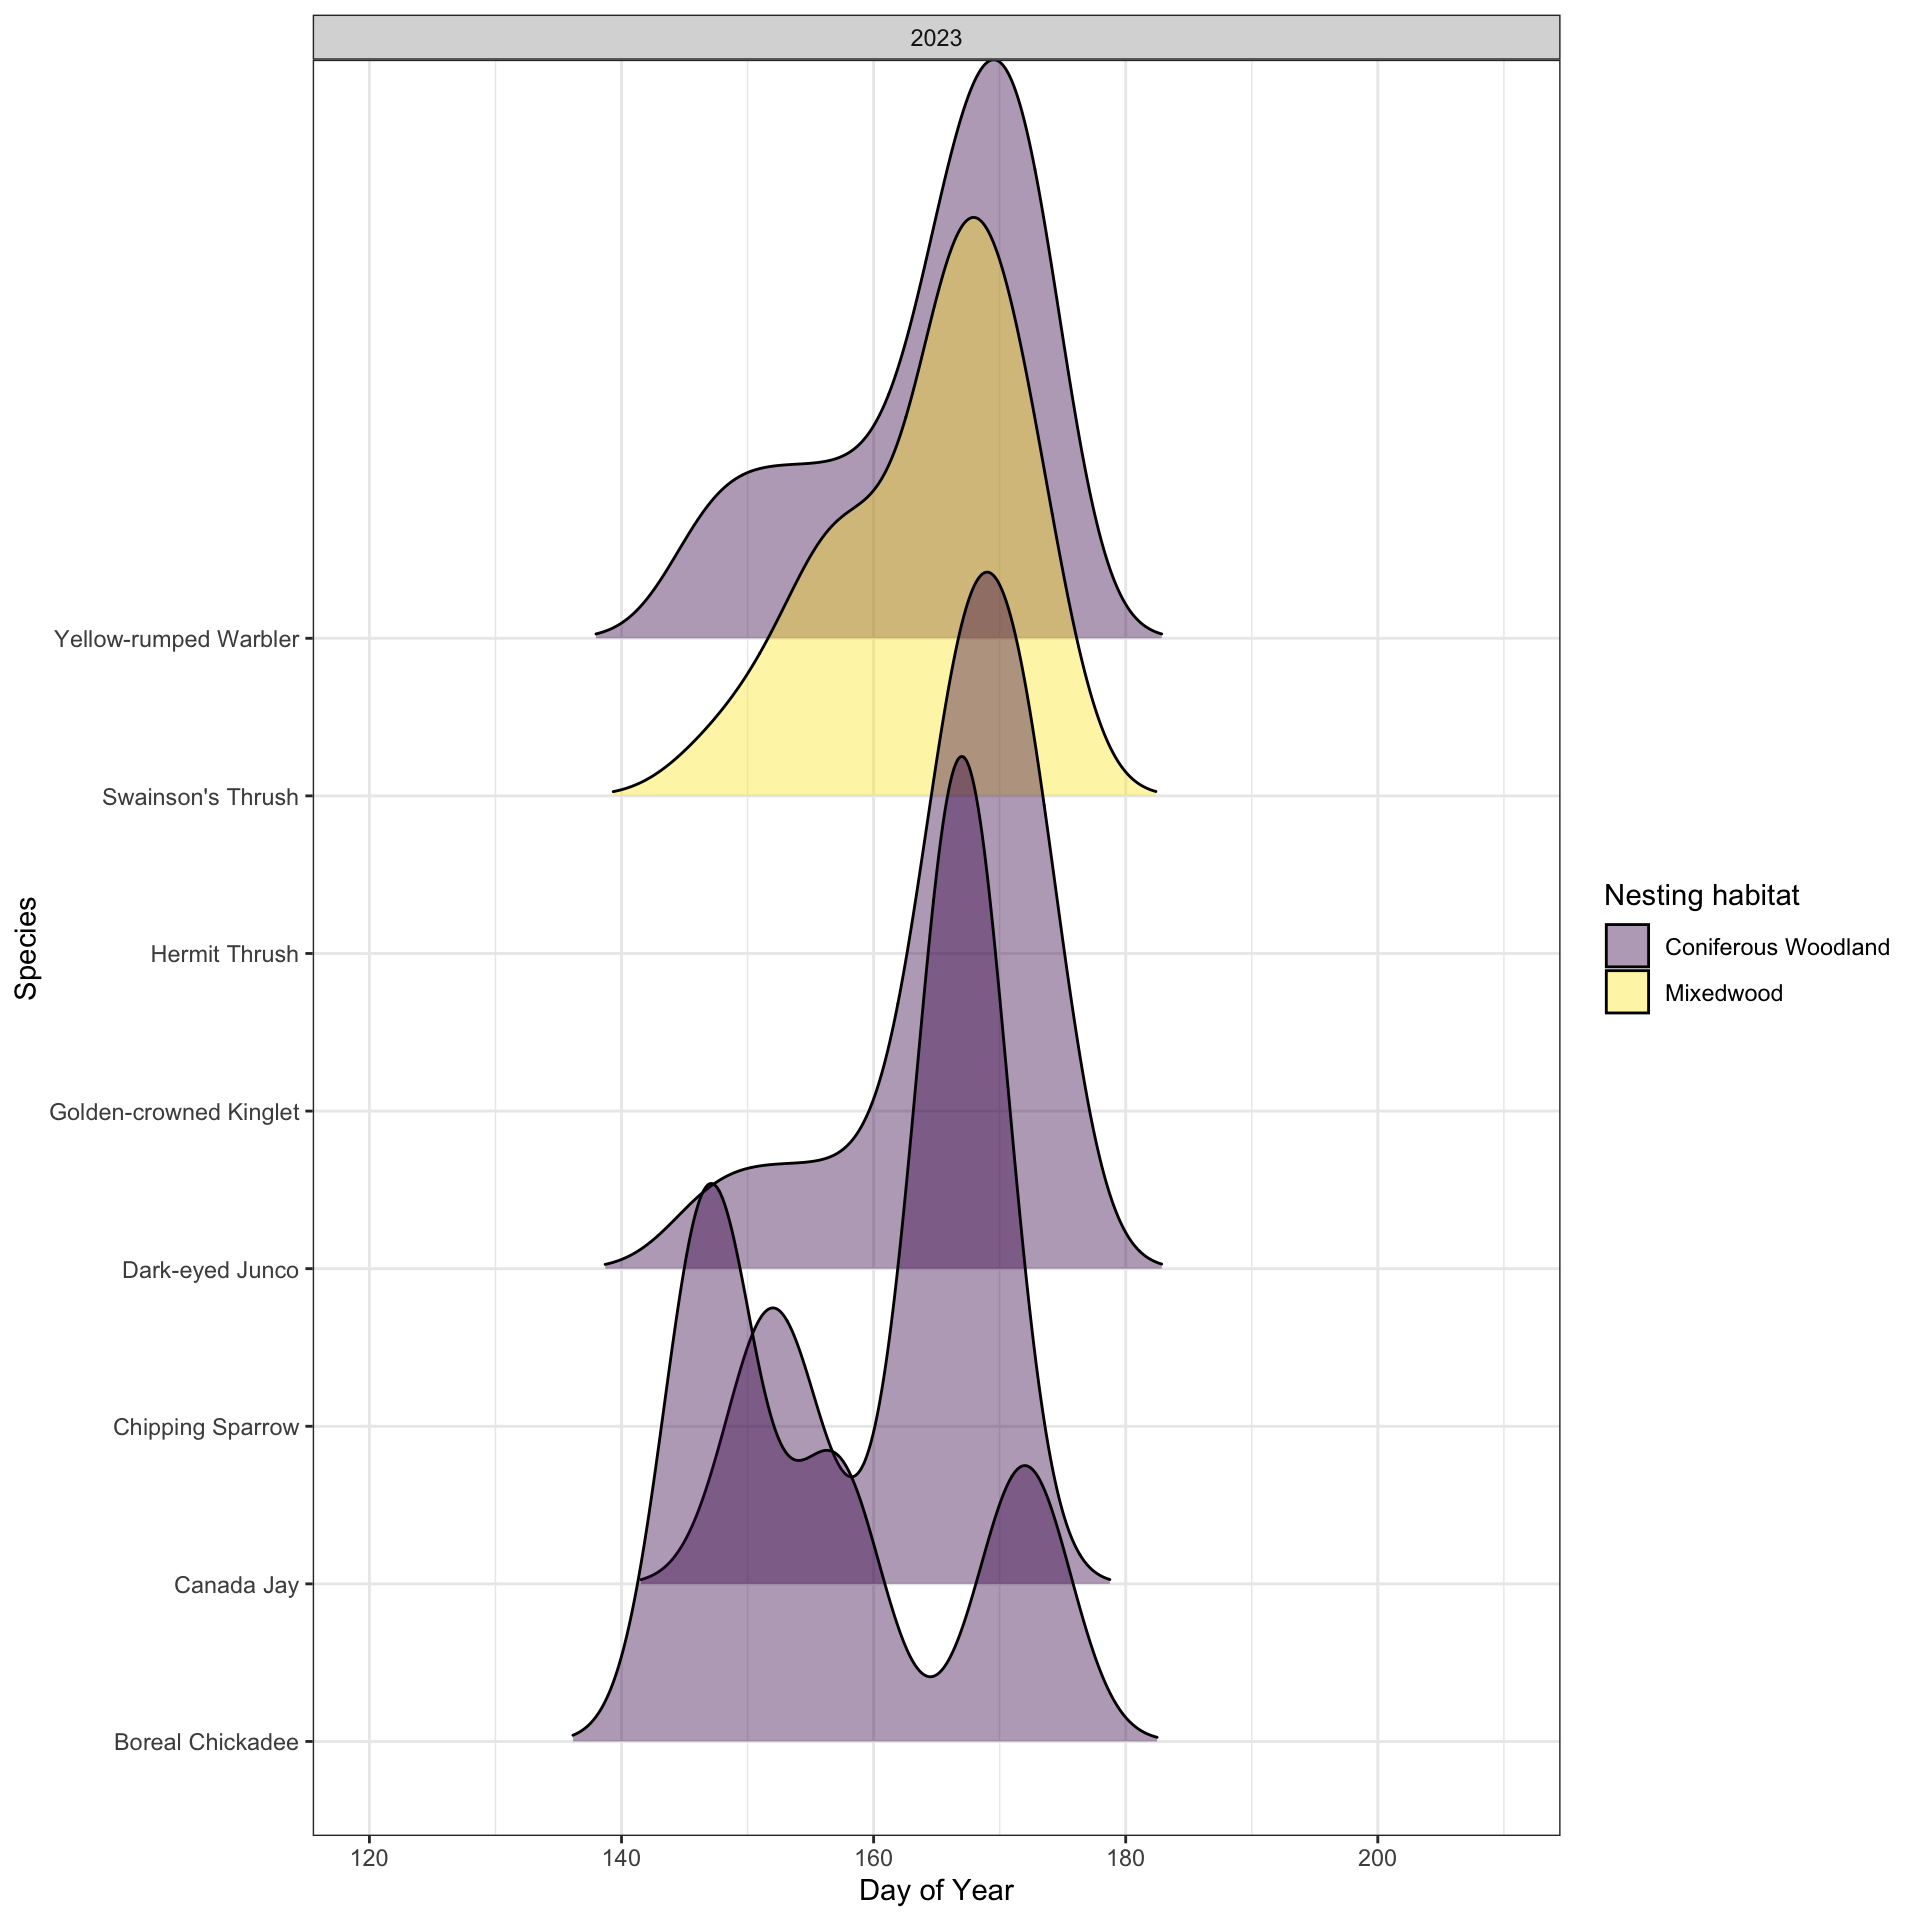 2023
Yellow-rumped Warbler
Swainson's Thrush
Hermit Thrush
Golden-crowned Kinglet
Dark-eyed Junco
Chipping Sparrow
Canada Jay
Boreal Chickadee
Species
120 140 160 180 200
Day of Year
Nesting habitat
Coniferous Woodland
Mixedwood